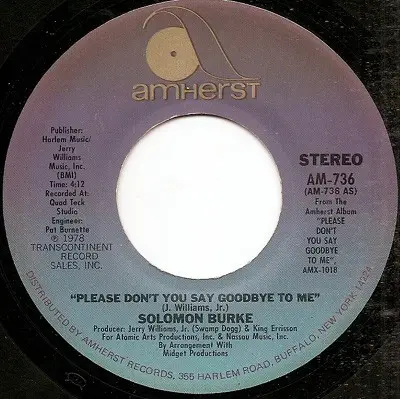 amHERST
Publisher:
Harlem Music/
Jerry
Williams
Music, Inc.
(BMI)
Time: 4:12
Recorded At:
Quad Teck
Studio
Engineer:
Pat Burnette
℗ 1978
TRANSCONTINENT
RECORD
SALES, INC.
STEREO
AM-736
(AM-736 AS)
From The
Amherst Album
"PLEASE
DON'T
YOU SAY
GOODBYE
TO ME",
AMX-1018
"PLEASE DON'T YOU SAY GOODBYE TO ME"
(J. Williams, Jr.)
SOLOMON BURKE
Producer: Jerry Williams, Jr. (Swamp Dogg) & King Errisson
For Atomic Arts Productions, Inc. & Nassau Music, Inc.
By Arrangement With
Midget Productions
DISTRIBUTED BY AMHERST RECORDS, 355 HARLEM ROAD, BUFFALO, NEW YORK 14224